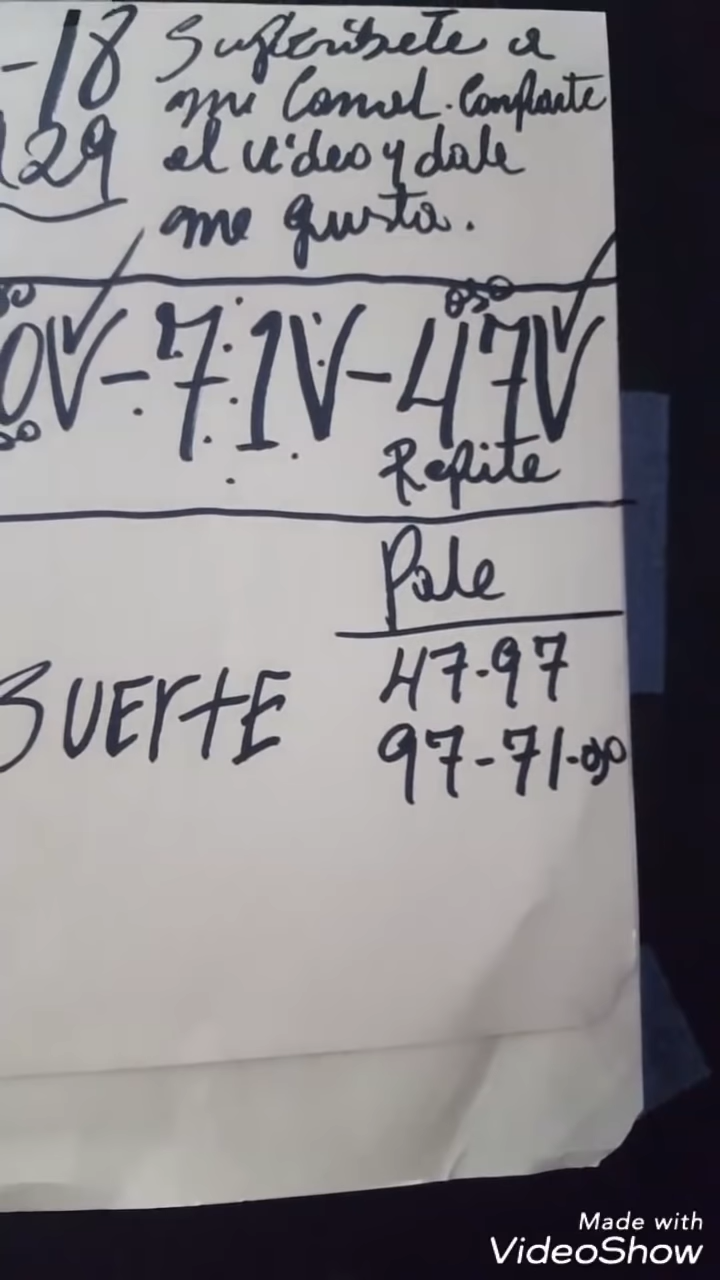 -18 Suscribete a
mi Canal. Comparte
129 el video y dale
me gusta.
0V-71V-47V
Repite
Pale
SUERTE
47-97
97-71-
Made with
VideoShow